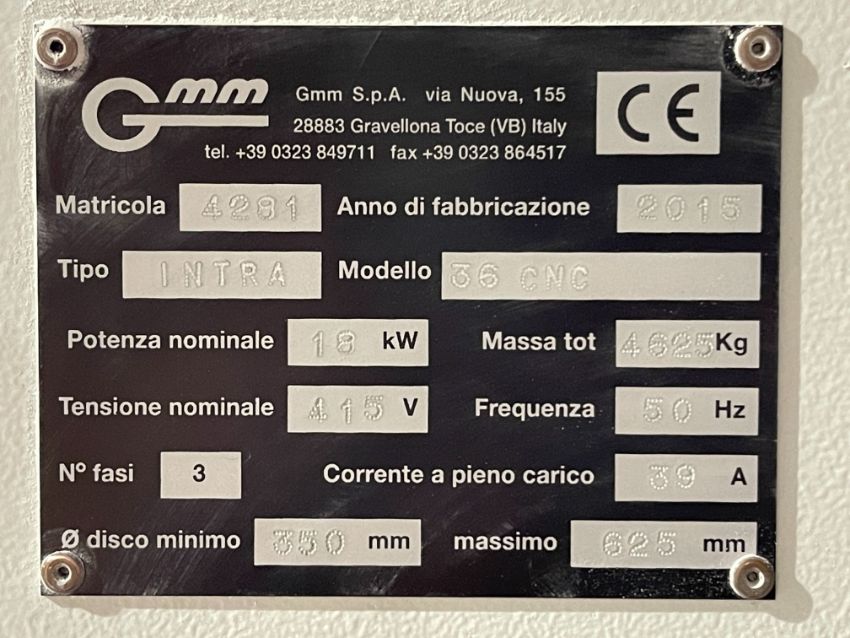 Gmm
Gmm S.p.A. via Nuova, 155
28883 Gravellona Toce (VB) Italy
tel. +39 0323 849711 fax +39 0323 864517
CE
Matricola 4281 Anno di fabbricazione 2015
Tipo INTRA Modello 36 CNC
Potenza nominale 18 kW Massa tot 4625 Kg
Tensione nominale 415 V Frequenza 50 Hz
N° fasi 3 Corrente a pieno carico 39 A
Ø disco minimo 350 mm massimo 625 mm